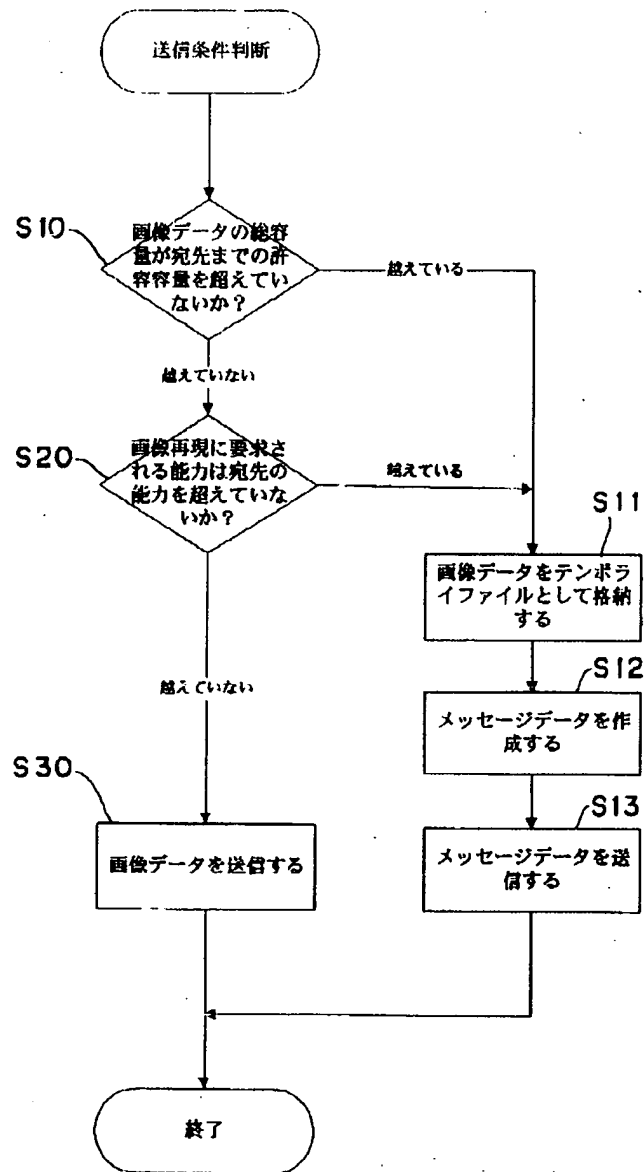 送信条件判断
S10
画像データの総容
量が宛先までの許
容容量を超えてい
ないか？
越えている
越えていない
S20
画像再現に要求さ
れる能力は宛先の
能力を超えていな
いか？
越えている
S11
画像データをテンポラ
イファイルとして格納
する
越えていない
S12
メッセージデータを作
成する
S30
画像データを送信する
S13
メッセージデータを送
信する
終了